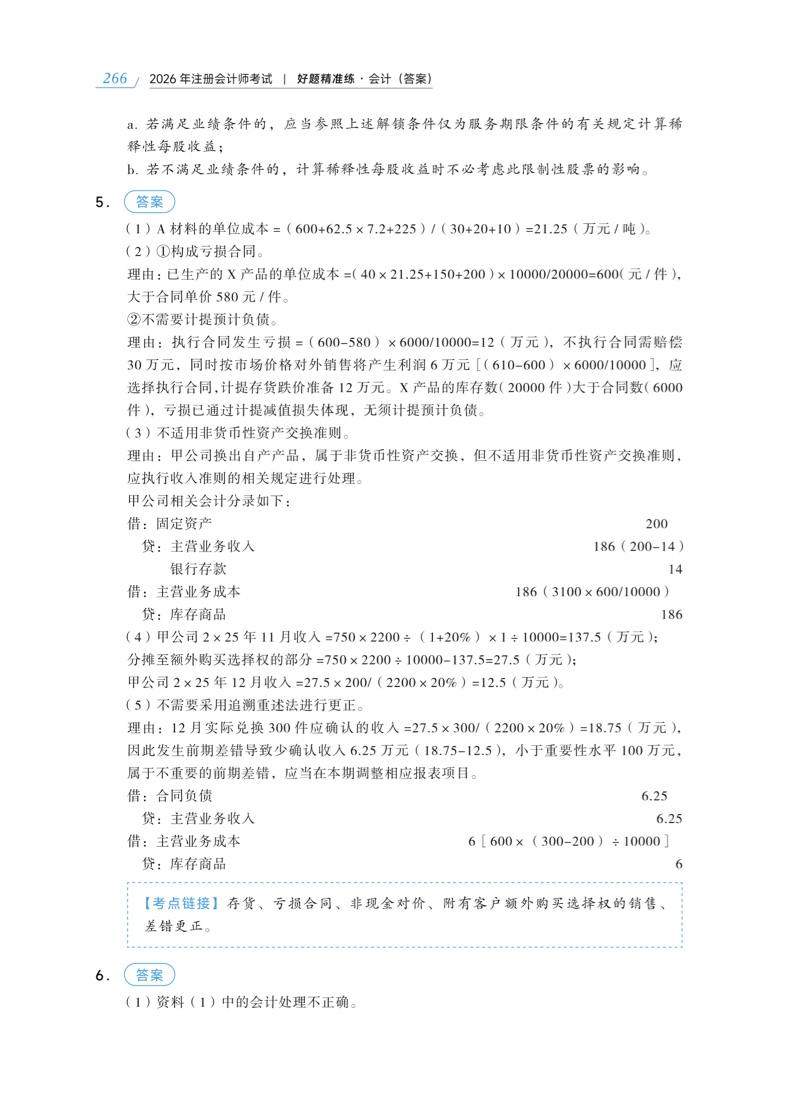 266 2026 年注册会计师考试 | 好题精准练 · 会计（答案）
a. 若满足业绩条件的，应当参照上述解锁条件仅为服务期限条件的有关规定计算稀
释性每股收益；
b. 若不满足业绩条件的，计算稀释性每股收益时不必考虑此限制性股票的影响。
5. 答案
（1）A 材料的单位成本 =（600+62.5 × 7.2+225）/（30+20+10）=21.25（万元 / 吨）。
（2）①构成亏损合同。
理由：已生产的 X 产品的单位成本 =（40 × 21.25+150+200）× 10000/20000=600（元 / 件），
大于合同单价 580 元 / 件。
②不需要计提预计负债。
理由：执行合同发生亏损 =（600-580）× 6000/10000=12（万元），不执行合同需赔偿
30 万元，同时按市场价格对外销售将产生利润 6 万元［（610-600）× 6000/10000］，应
选择执行合同，计提存货跌价准备 12 万元。X 产品的库存数（20000 件）大于合同数（6000
件），亏损已通过计提减值损失体现，无须计提预计负债。
（3）不适用非货币性资产交换准则。
理由：甲公司换出自产产品，属于非货币性资产交换，但不适用非货币性资产交换准则，
应执行收入准则的相关规定进行处理。
甲公司相关会计分录如下：
借：固定资产 200
贷：主营业务收入 186（200-14）
银行存款 14
借：主营业务成本 186（3100 × 600/10000）
贷：库存商品 186
（4）甲公司 2 × 25 年 11 月收入 =750 × 2200 ÷（1+20%）× 1 ÷ 10000=137.5（万元）；
分摊至额外购买选择权的部分 =750 × 2200 ÷ 10000-137.5=27.5（万元）；
甲公司 2 × 25 年 12 月收入 =27.5 × 200/（2200 × 20%）=12.5（万元）。
（5）不需要采用追溯重述法进行更正。
理由：12 月实际兑换 300 件应确认的收入 =27.5 × 300/（2200 × 20%）=18.75（万元），
因此发生前期差错导致少确认收入 6.25 万元（18.75-12.5），小于重要性水平 100 万元，
属于不重要的前期差错，应当在本期调整相应报表项目。
借：合同负债 6.25
贷：主营业务收入 6.25
借：主营业务成本 6［600 ×（300-200）÷ 10000］
贷：库存商品 6
【考点链接】存货、亏损合同、非现金对价、附有客户额外购买选择权的销售、
差错更正。
6. 答案
（1）资料（1）中的会计处理不正确。